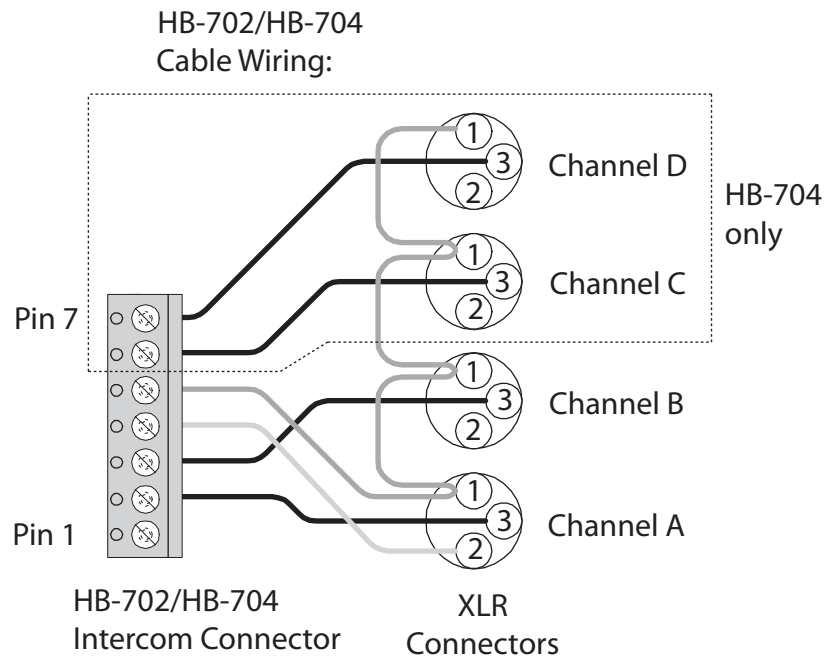 HB-702/HB-704
Cable Wiring:
1
3
2
Channel D
HB-704
only
1
3
2
Channel C
Pin 7
1
3
2
Channel B
1
3
2
Channel A
Pin 1
HB-702/HB-704
Intercom Connector
XLR
Connectors